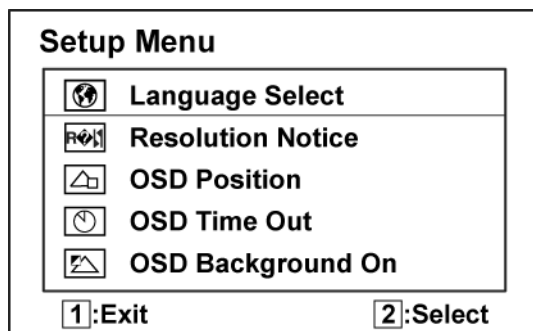 Setup Menu
Language Select
Resolution Notice
OSD Position
OSD Time Out
OSD Background On
1:Exit 2:Select